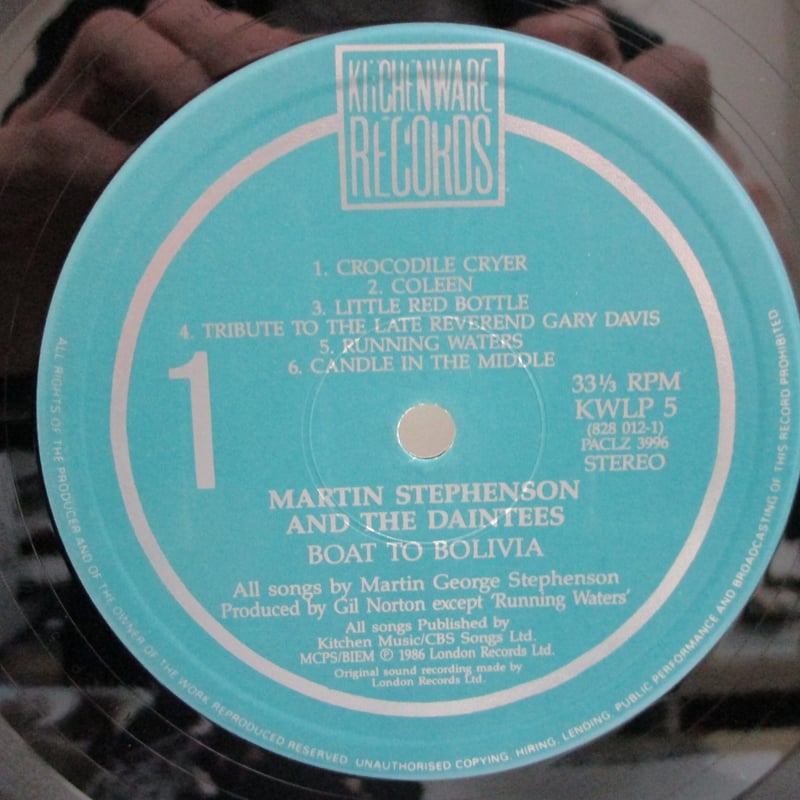 KITCHENWARE
RECORDS
1. CROCODILE CRYER
2. COLEEN
3. LITTLE RED BOTTLE
4. TRIBUTE TO THE LATE REVEREND GARY DAVIS
5. RUNNING WATERS
6. CANDLE IN THE MIDDLE
1
33⅓ RPM
KWLP 5
(828 012-1)
PACLZ 3996
STEREO
MARTIN STEPHENSON
AND THE DAINTEES
BOAT TO BOLIVIA
All songs by Martin George Stephenson
Produced by Gil Norton except 'Running Waters'
All songs Published by
Kitchen Music/CBS Songs Ltd.
MCPS/BIEM ℗ 1986 London Records Ltd.
Original sound recording made by
London Records Ltd.
ALL RIGHTS OF THE PRODUCER AND OF THE OWNER OF THE WORK REPRODUCED RESERVED. UNAUTHORISED COPYING, HIRING, LENDING, PUBLIC PERFORMANCE AND BROADCASTING OF THIS RECORD PROHIBITED